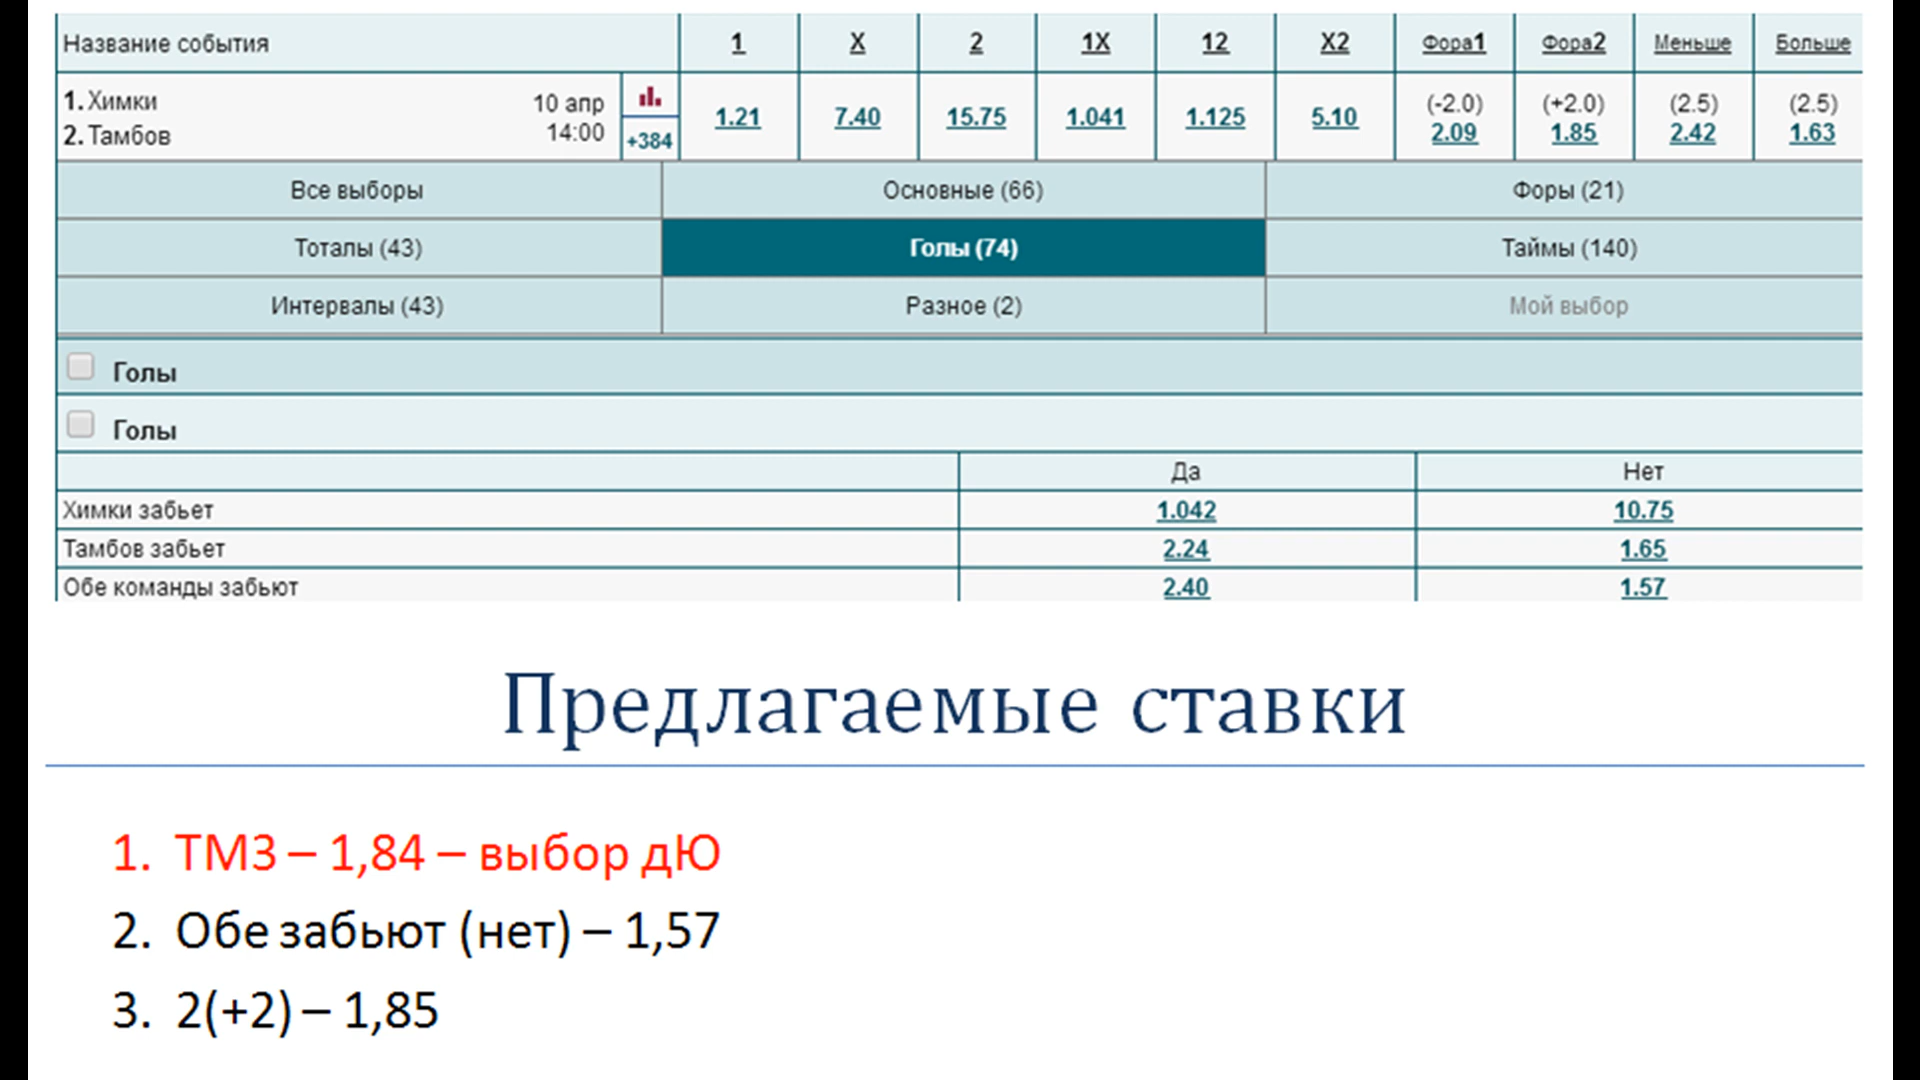 Название события 1 X 2 1X 12 X2 Фора1 Фора2 Меньше Больше
1. Химки 10 апр (-2.0) (+2.0) (2.5) (2.5)
1.21 7.40 15.75 1.041 1.125 5.10
2. Тамбов 14:00 +384 2.09 1.85 2.42 1.63
Все выборы Основные (66) Форы (21)
Тоталы (43) Голы (74) Таймы (140)
Интервалы (43) Разное (2) Мой выбор
Голы
Голы
Да Нет
Химки забьет 1.042 10.75
Тамбов забьет 2.24 1.65
Обе команды забьют 2.40 1.57
Предлагаемые ставки
1. ТМ3 – 1,84 – выбор дЮ
2. Обе забьют (нет) – 1,57
3. 2(+2) – 1,85